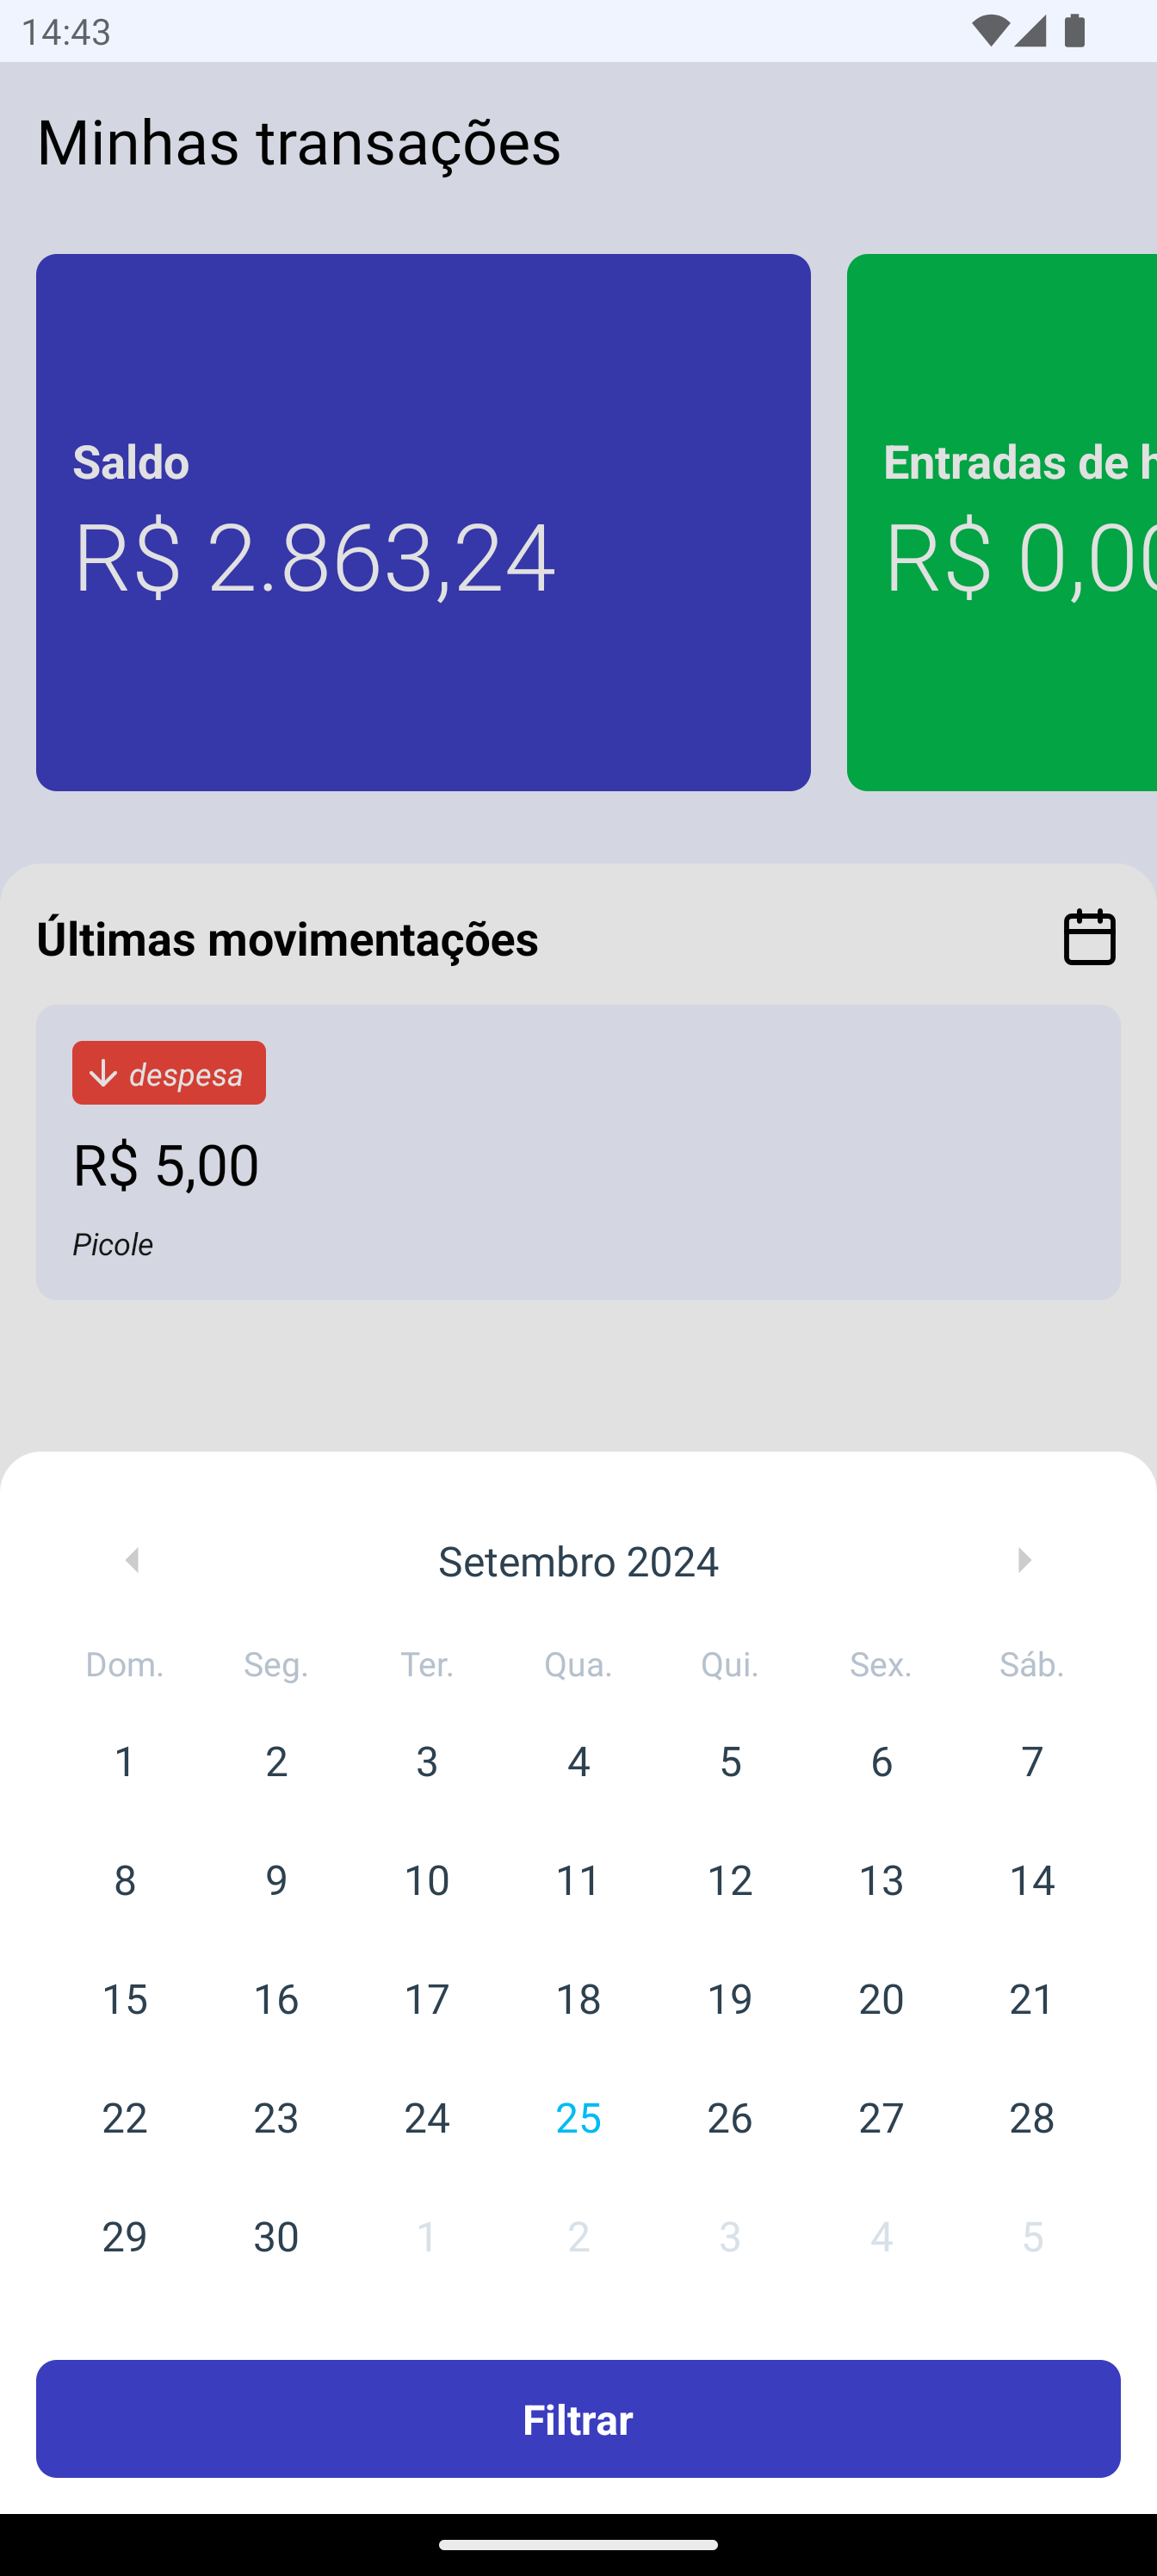 14:43
Minhas transações
Saldo
R$ 2.863,24
Entradas de
R$ 0,00
Últimas movimentações
despesa
R$ 5,00
Picole
Setembro 2024
Dom. Seg. Ter. Qua. Qui. Sex. Sáb.
1 2 3 4 5 6 7
8 9 10 11 12 13 14
15 16 17 18 19 20 21
22 23 24 25 26 27 28
29 30 1 2 3 4 5
Filtrar